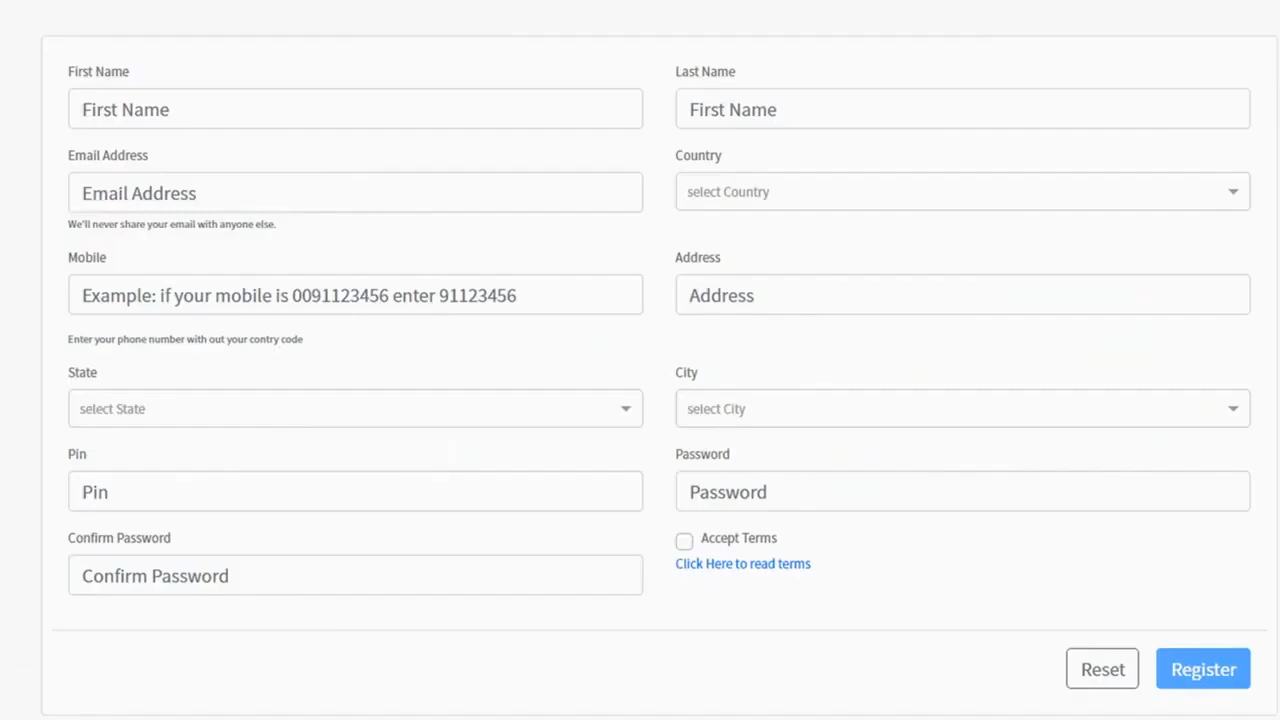 First Name
Last Name
First Name
First Name
Email Address
Country
Email Address
select Country
We'll never share your email with anyone else.
Mobile
Address
Example: if your mobile is 0091123456 enter 91123456
Address
Enter your phone number with out your contry code
State
City
select State
select City
Pin
Password
Pin
Password
Confirm Password
Accept Terms
Click Here to read terms
Confirm Password
Reset
Register